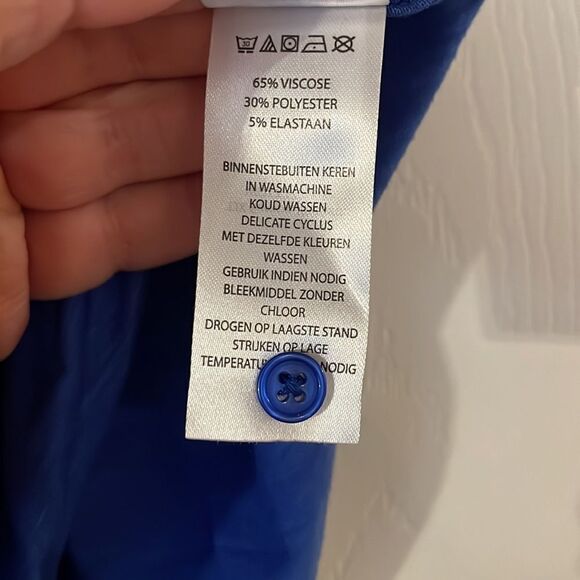 30
65% VISCOSE
30% POLYESTER
5% ELASTAAN
BINNENSTEBUITEN KEREN
IN WASMACHINE
KOUD WASSEN
DELICATE CYCLUS
MET DEZELFDE KLEUREN
WASSEN
GEBRUIK INDIEN NODIG
BLEEKMIDDEL ZONDER
CHLOOR
DROGEN OP LAAGSTE STAND
STRIJKEN OP LAGE
NODIG